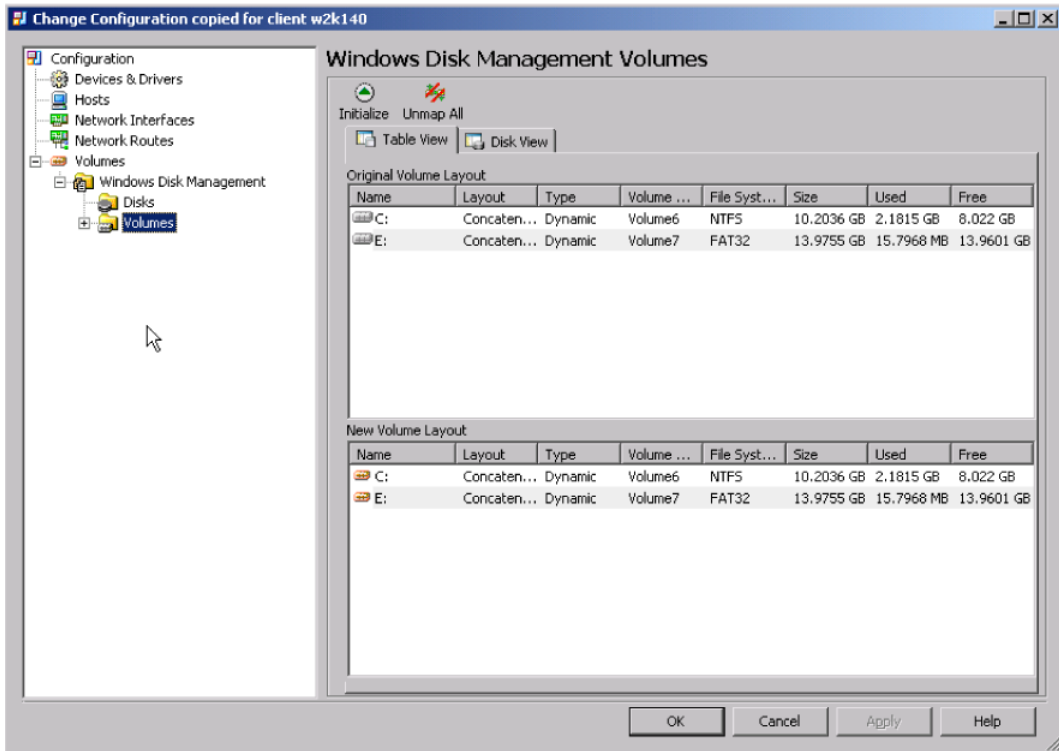 Change Configuration copied for client w2k140
Configuration
Devices & Drivers
Hosts
Network Interfaces
Network Routes
Volumes
Windows Disk Management
Disks
Volumes
Windows Disk Management Volumes
Initialize Unmap All
Table View Disk View
Original Volume Layout
Name Layout Type Volume ... File Syst... Size Used Free
C: Concaten... Dynamic Volume6 NTFS 10.2036 GB 2.1815 GB 8.022 GB
E: Concaten... Dynamic Volume7 FAT32 13.9755 GB 15.7968 MB 13.9601 GB
New Volume Layout
Name Layout Type Volume ... File Syst... Size Used Free
C: Concaten... Dynamic Volume6 NTFS 10.2036 GB 2.1815 GB 8.022 GB
E: Concaten... Dynamic Volume7 FAT32 13.9755 GB 15.7968 MB 13.9601 GB
OK Cancel Apply Help